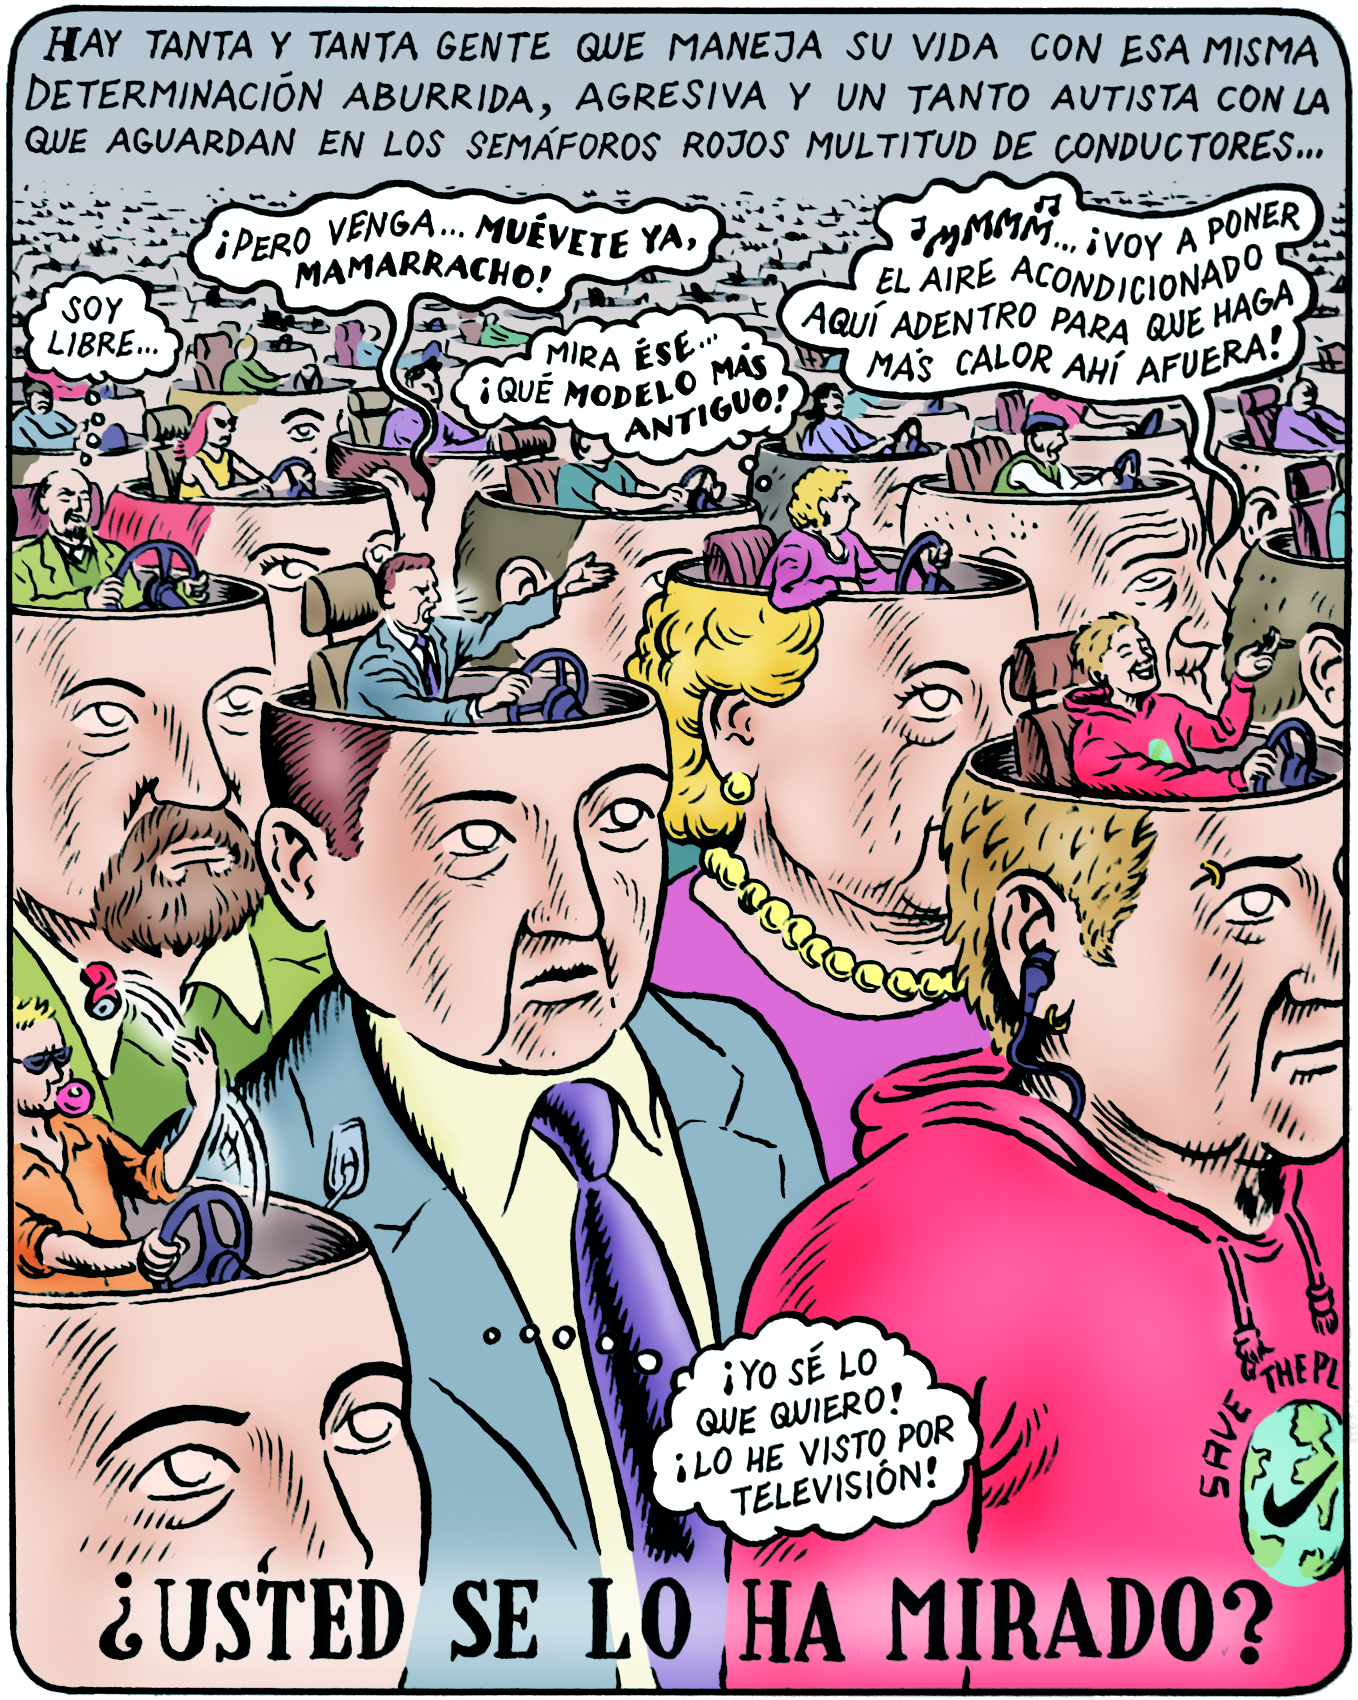 HAY TANTA Y TANTA GENTE QUE MANEJA SU VIDA CON ESA MISMA
DETERMINACIÓN ABURRIDA, AGRESIVA Y UN TANTO AUTISTA CON LA
QUE AGUARDAN EN LOS SEMÁFOROS ROJOS MULTITUD DE CONDUCTORES...
SOY
LIBRE...
¡PERO VENGA... MUÉVETE YA,
MAMARRACHO!
MIRA ÉSE...
¡QUÉ MODELO MÁS
ANTIGUO!
♪yMMM♫... ¡VOY A PONER
EL AIRE ACONDICIONADO
AQUÍ ADENTRO PARA QUE HAGA
MÁS CALOR AHÍ AFUERA!
¡YO SÉ LO
QUE QUIERO!
¡LO HE VISTO POR
TELEVISIÓN!
SAVE THE PL
¿USTED SE LO HA MIRADO?